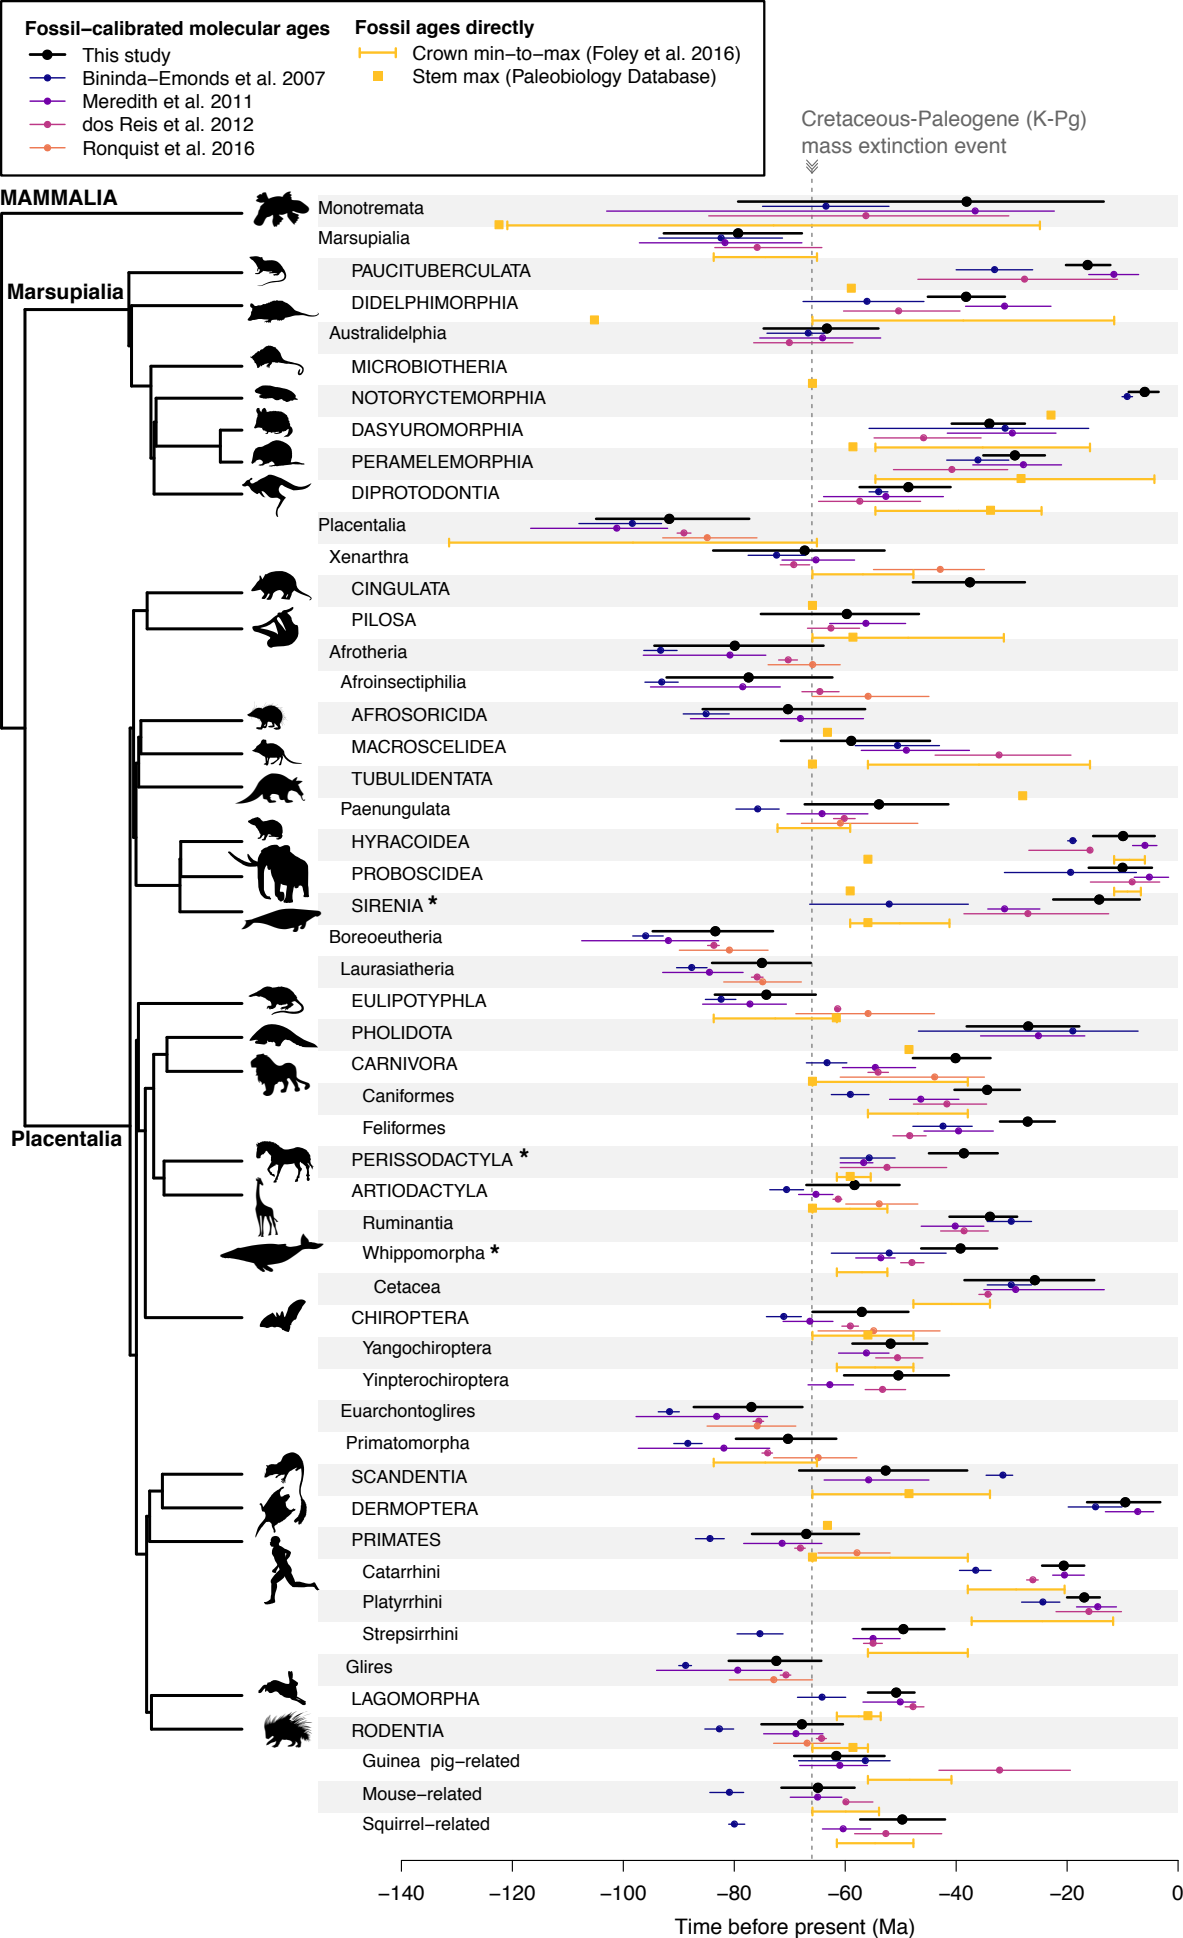 Fossil−calibrated molecular ages
This study
Bininda−Emonds et al. 2007
Meredith et al. 2011
dos Reis et al. 2012
Ronquist et al. 2016
Fossil ages directly
Crown min−to−max (Foley et al. 2016)
Stem max (Paleobiology Database)
Cretaceous-Paleogene (K-Pg)
mass extinction event
MAMMALIA
Marsupialia
Placentalia
Monotremata
Marsupialia
PAUCITUBERCULATA
DIDELPHIMORPHIA
Australidelphia
MICROBIOTHERIA
NOTORYCTEMORPHIA
DASYUROMORPHIA
PERAMELEMORPHIA
DIPROTODONTIA
Placentalia
Xenarthra
CINGULATA
PILOSA
Afrotheria
Afroinsectiphilia
AFROSORICIDA
MACROSCELIDEA
TUBULIDENTATA
Paenungulata
HYRACOIDEA
PROBOSCIDEA
SIRENIA *
Boreoeutheria
Laurasiatheria
EULIPOTYPHLA
PHOLIDOTA
CARNIVORA
Caniformes
Feliformes
PERISSODACTYLA *
ARTIODACTYLA
Ruminantia
Whippomorpha *
Cetacea
CHIROPTERA
Yangochiroptera
Yinpterochiroptera
Euarchontoglires
Primatomorpha
SCANDENTIA
DERMOPTERA
PRIMATES
Catarrhini
Platyrrhini
Strepsirrhini
Glires
LAGOMORPHA
RODENTIA
Guinea pig−related
Mouse−related
Squirrel−related
−140 −120 −100 −80 −60 −40 −20 0
Time before present (Ma)